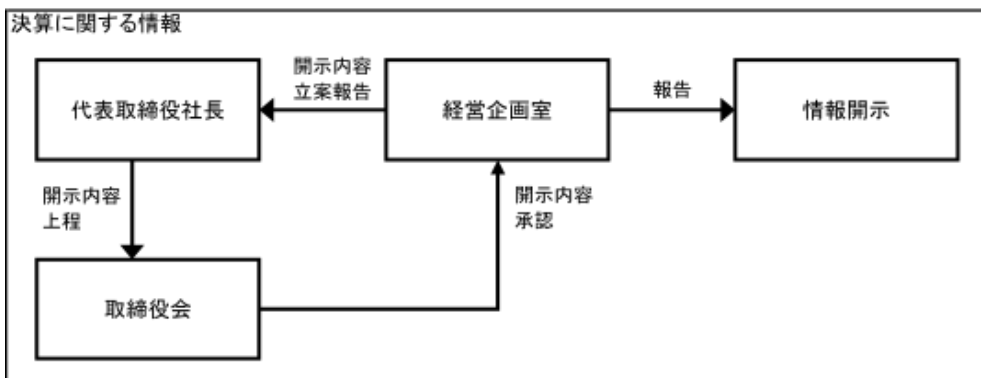 決算に関する情報
代表取締役社長
開示内容
立案報告
経営企画室
報告
情報開示
開示内容
上程
開示内容
承認
取締役会